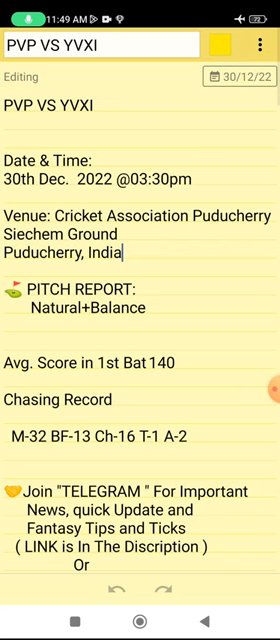 11:49 AM
72
PVP VS YVXI
Editing
30/12/22
PVP VS YVXI
Date & Time:
30th Dec. 2022 @03:30pm
Venue: Cricket Association Puducherry
Siechem Ground
Puducherry, India
PITCH REPORT:
Natural+Balance
Avg. Score in 1st Bat 140
Chasing Record
M-32 BF-13 Ch-16 T-1 A-2
Join "TELEGRAM " For Important
News, quick Update and
Fantasy Tips and Ticks
( LINK is In The Discription )
Or